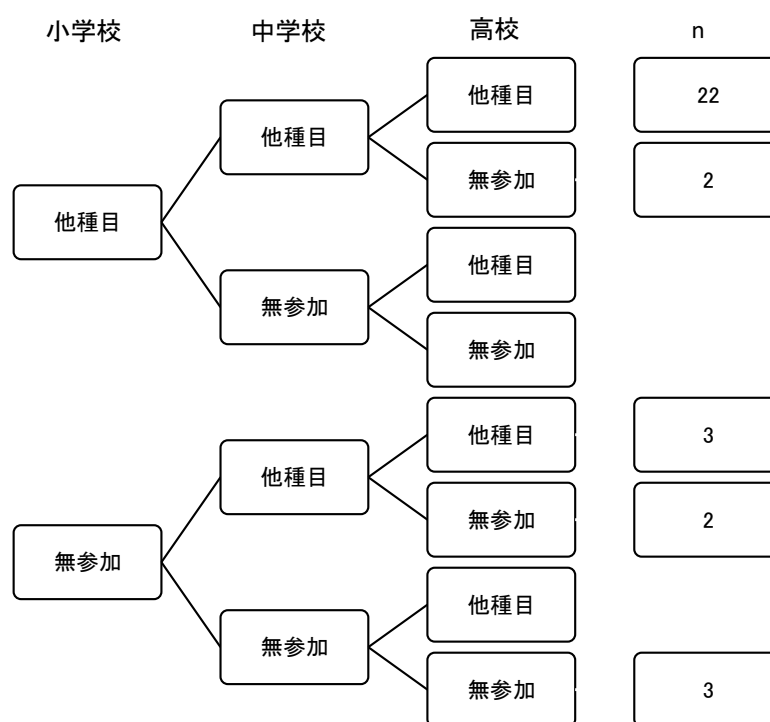 小学校 中学校 高校 n
他種目 22
他種目
無参加 2
他種目
他種目
無参加
無参加
他種目 3
他種目
無参加 2
無参加
他種目
無参加
無参加 3